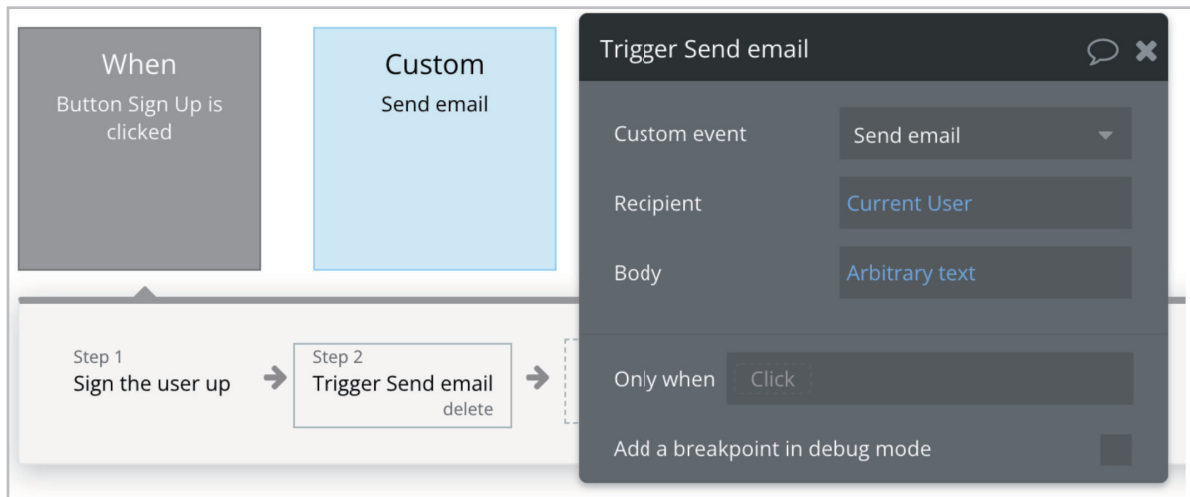 When
Button Sign Up is
clicked
Custom
Send email
Step 1
Sign the user up
Step 2
Trigger Send email
delete
Trigger Send email
Custom event
Send email
Recipient
Current User
Body
Arbitrary text
Only when
Click
Add a breakpoint in debug mode